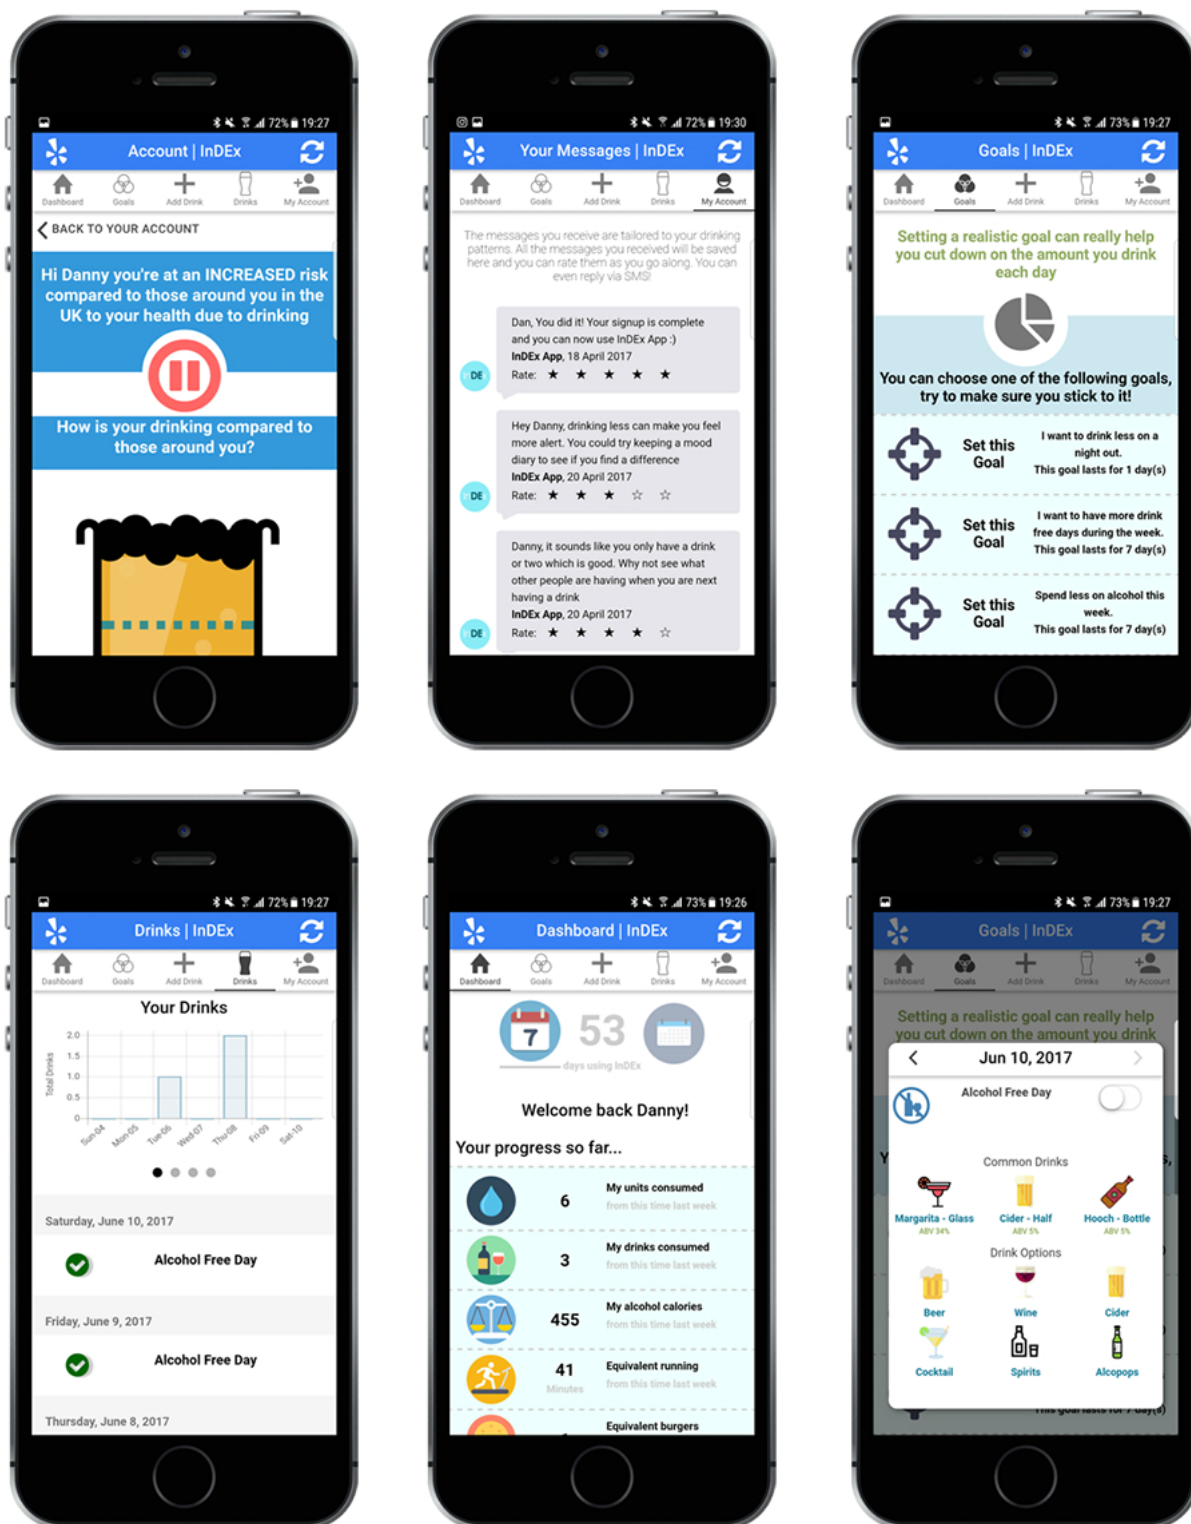 72% 19:27
Account | InDEx
Dashboard Goals Add Drink Drinks My Account
BACK TO YOUR ACCOUNT
Hi Danny you're at an INCREASED risk
compared to those around you in the
UK to your health due to drinking
How is your drinking compared to
those around you?
72% 19:30
Your Messages | InDEx
Dashboard Goals Add Drink Drinks My Account
The messages you receive are tailored to your drinking
patterns. All the messages you received will be saved
here and you can rate them as you go along. You can
even reply via SMS!
Dan, You did it! Your signup is complete
and you can now use InDEx App :)
InDEx App, 18 April 2017
DE
Rate: ★ ★ ★ ★ ★
Hey Danny, drinking less can make you feel
more alert. You could try keeping a mood
diary to see if you find a difference
InDEx App, 20 April 2017
DE
Rate: ★ ★ ★ ☆ ☆
Danny, it sounds like you only have a drink
or two which is good. Why not see what
other people are having when you are next
having a drink
InDEx App, 20 April 2017
DE
Rate: ★ ★ ★ ★ ☆
73% 19:27
Goals | InDEx
Dashboard Goals Add Drink Drinks My Account
Setting a realistic goal can really help
you cut down on the amount you drink
each day
You can choose one of the following goals,
try to make sure you stick to it!
Set this
Goal
I want to drink less on a
night out.
This goal lasts for 1 day(s)
Set this
Goal
I want to have more drink
free days during the week.
This goal lasts for 7 day(s)
Set this
Goal
Spend less on alcohol this
week.
This goal lasts for 7 day(s)
72% 19:27
Drinks | InDEx
Dashboard Goals Add Drink Drinks My Account
Your Drinks
Total Drinks
2.0
1.5
1.0
0.5
0
Sun-04 Mon-05 Tue-06 Wed-07 Thu-08 Fri-09 Sat-10
Saturday, June 10, 2017
Alcohol Free Day
Friday, June 9, 2017
Alcohol Free Day
Thursday, June 8, 2017
73% 19:26
Dashboard | InDEx
Dashboard Goals Add Drink Drinks My Account
7
53
days using InDEx
Welcome back Danny!
Your progress so far...
6
My units consumed
from this time last week
3
My drinks consumed
from this time last week
455
My alcohol calories
from this time last week
41
Minutes
Equivalent running
from this time last week
Equivalent burgers
73% 19:27
Goals | InDEx
Dashboard Goals Add Drink Drinks My Account
Setting a realistic goal can really help
you cut down on the amount you drink
Jun 10, 2017
Alcohol Free Day
Common Drinks
Margarita - Glass Cider - Half Hooch - Bottle
ABV 34% ABV 5% ABV 5%
Drink Options
Beer Wine Cider
Cocktail Spirits Alcopops
This goal lasts for 7 day(s)